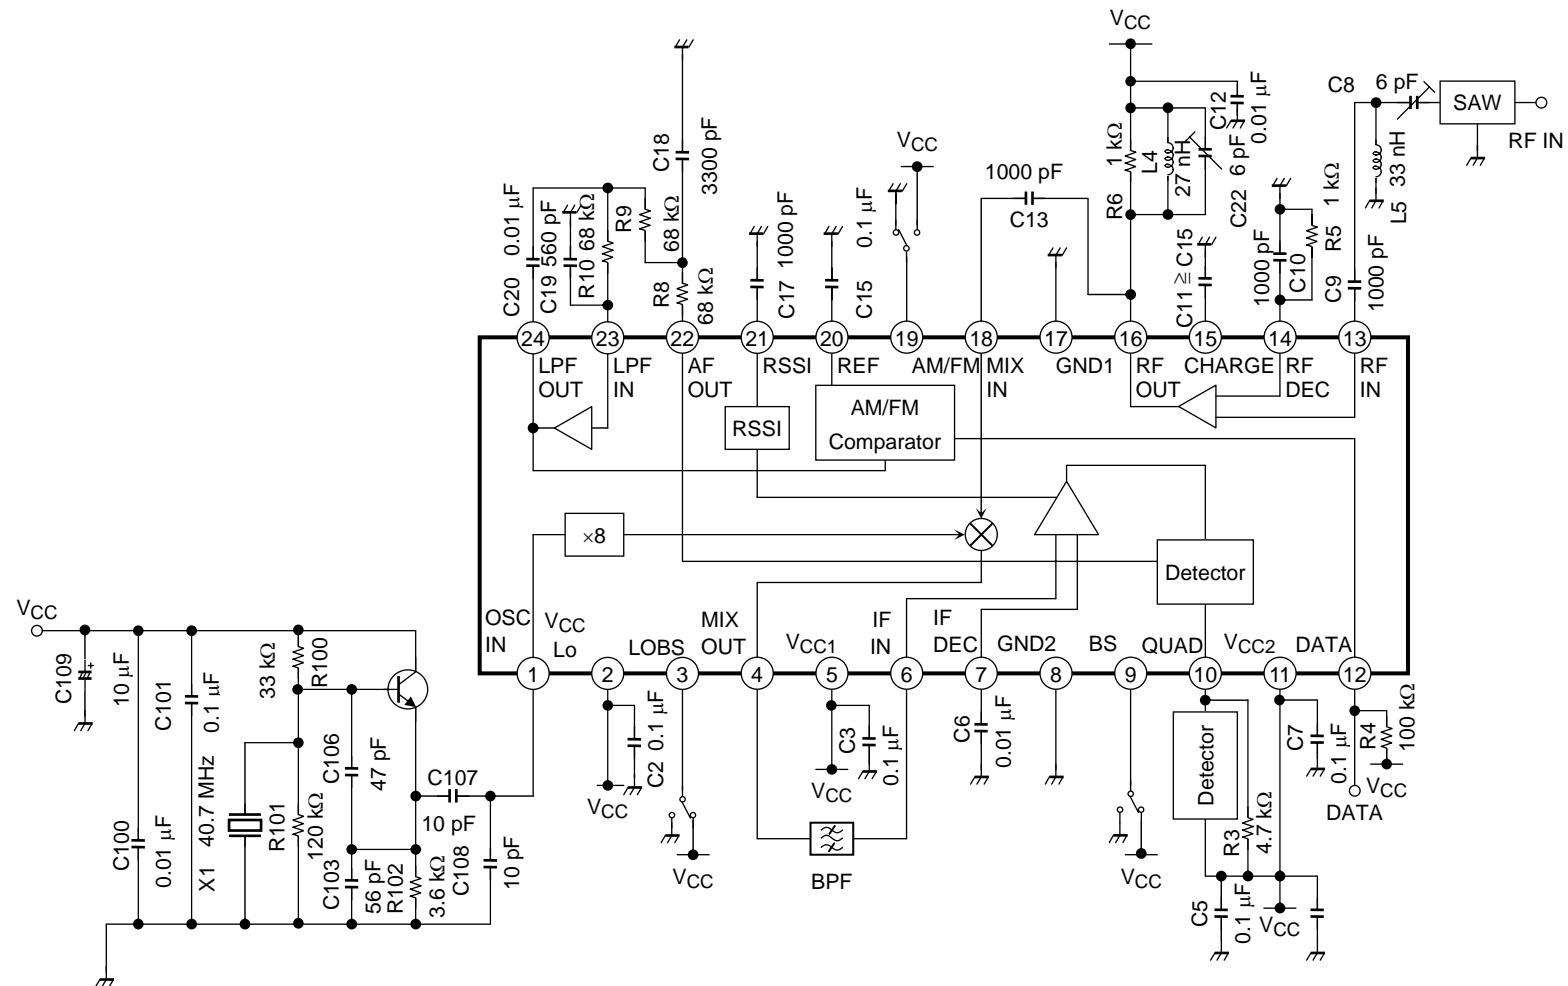 VCC
C8
6 pF
SAW
RF IN
C18
3300 pF
VCC
1000 pF
C13
1 kΩ
R6
L4
27 nH
C22
6 pF
C12
0.01 μF
L5
33 nH
C20
0.01 μF
C19
560 pF
R10
68 kΩ
R9
68 kΩ
R8
68 kΩ
C17
1000 pF
C15
0.1 μF
C11 ≥ C15
1000 pF
C10
R5
1 kΩ
C9
1000 pF
24 23 22 21 20 19 18 17 16 15 14 13
LPF OUT
LPF IN
AF OUT
RSSI
REF
AM/FM
MIX IN
GND1
RF OUT
CHARGE
RF DEC
RF IN
RSSI
AM/FM
Comparator
×8
Detector
OSC IN
VCC Lo
LOBS
MIX OUT
VCC1
IF IN
IF DEC
GND2
BS
QUAD
VCC2
DATA
1 2 3 4 5 6 7 8 9 10 11 12
VCC
C109
10 μF
C101
0.1 μF
33 kΩ
R100
C106
47 pF
C107
10 pF
C100
0.01 μF
X1
40.7 MHz
R101
120 kΩ
C103
56 pF
R102
3.6 kΩ
C108
10 pF
C2
0.1 μF
VCC
VCC
C3
0.1 μF
VCC
BPF
C6
0.01 μF
VCC
Detector
R3
4.7 kΩ
C5
0.1 μF
VCC
C7
0.1 μF
R4
100 kΩ
VCC
DATA